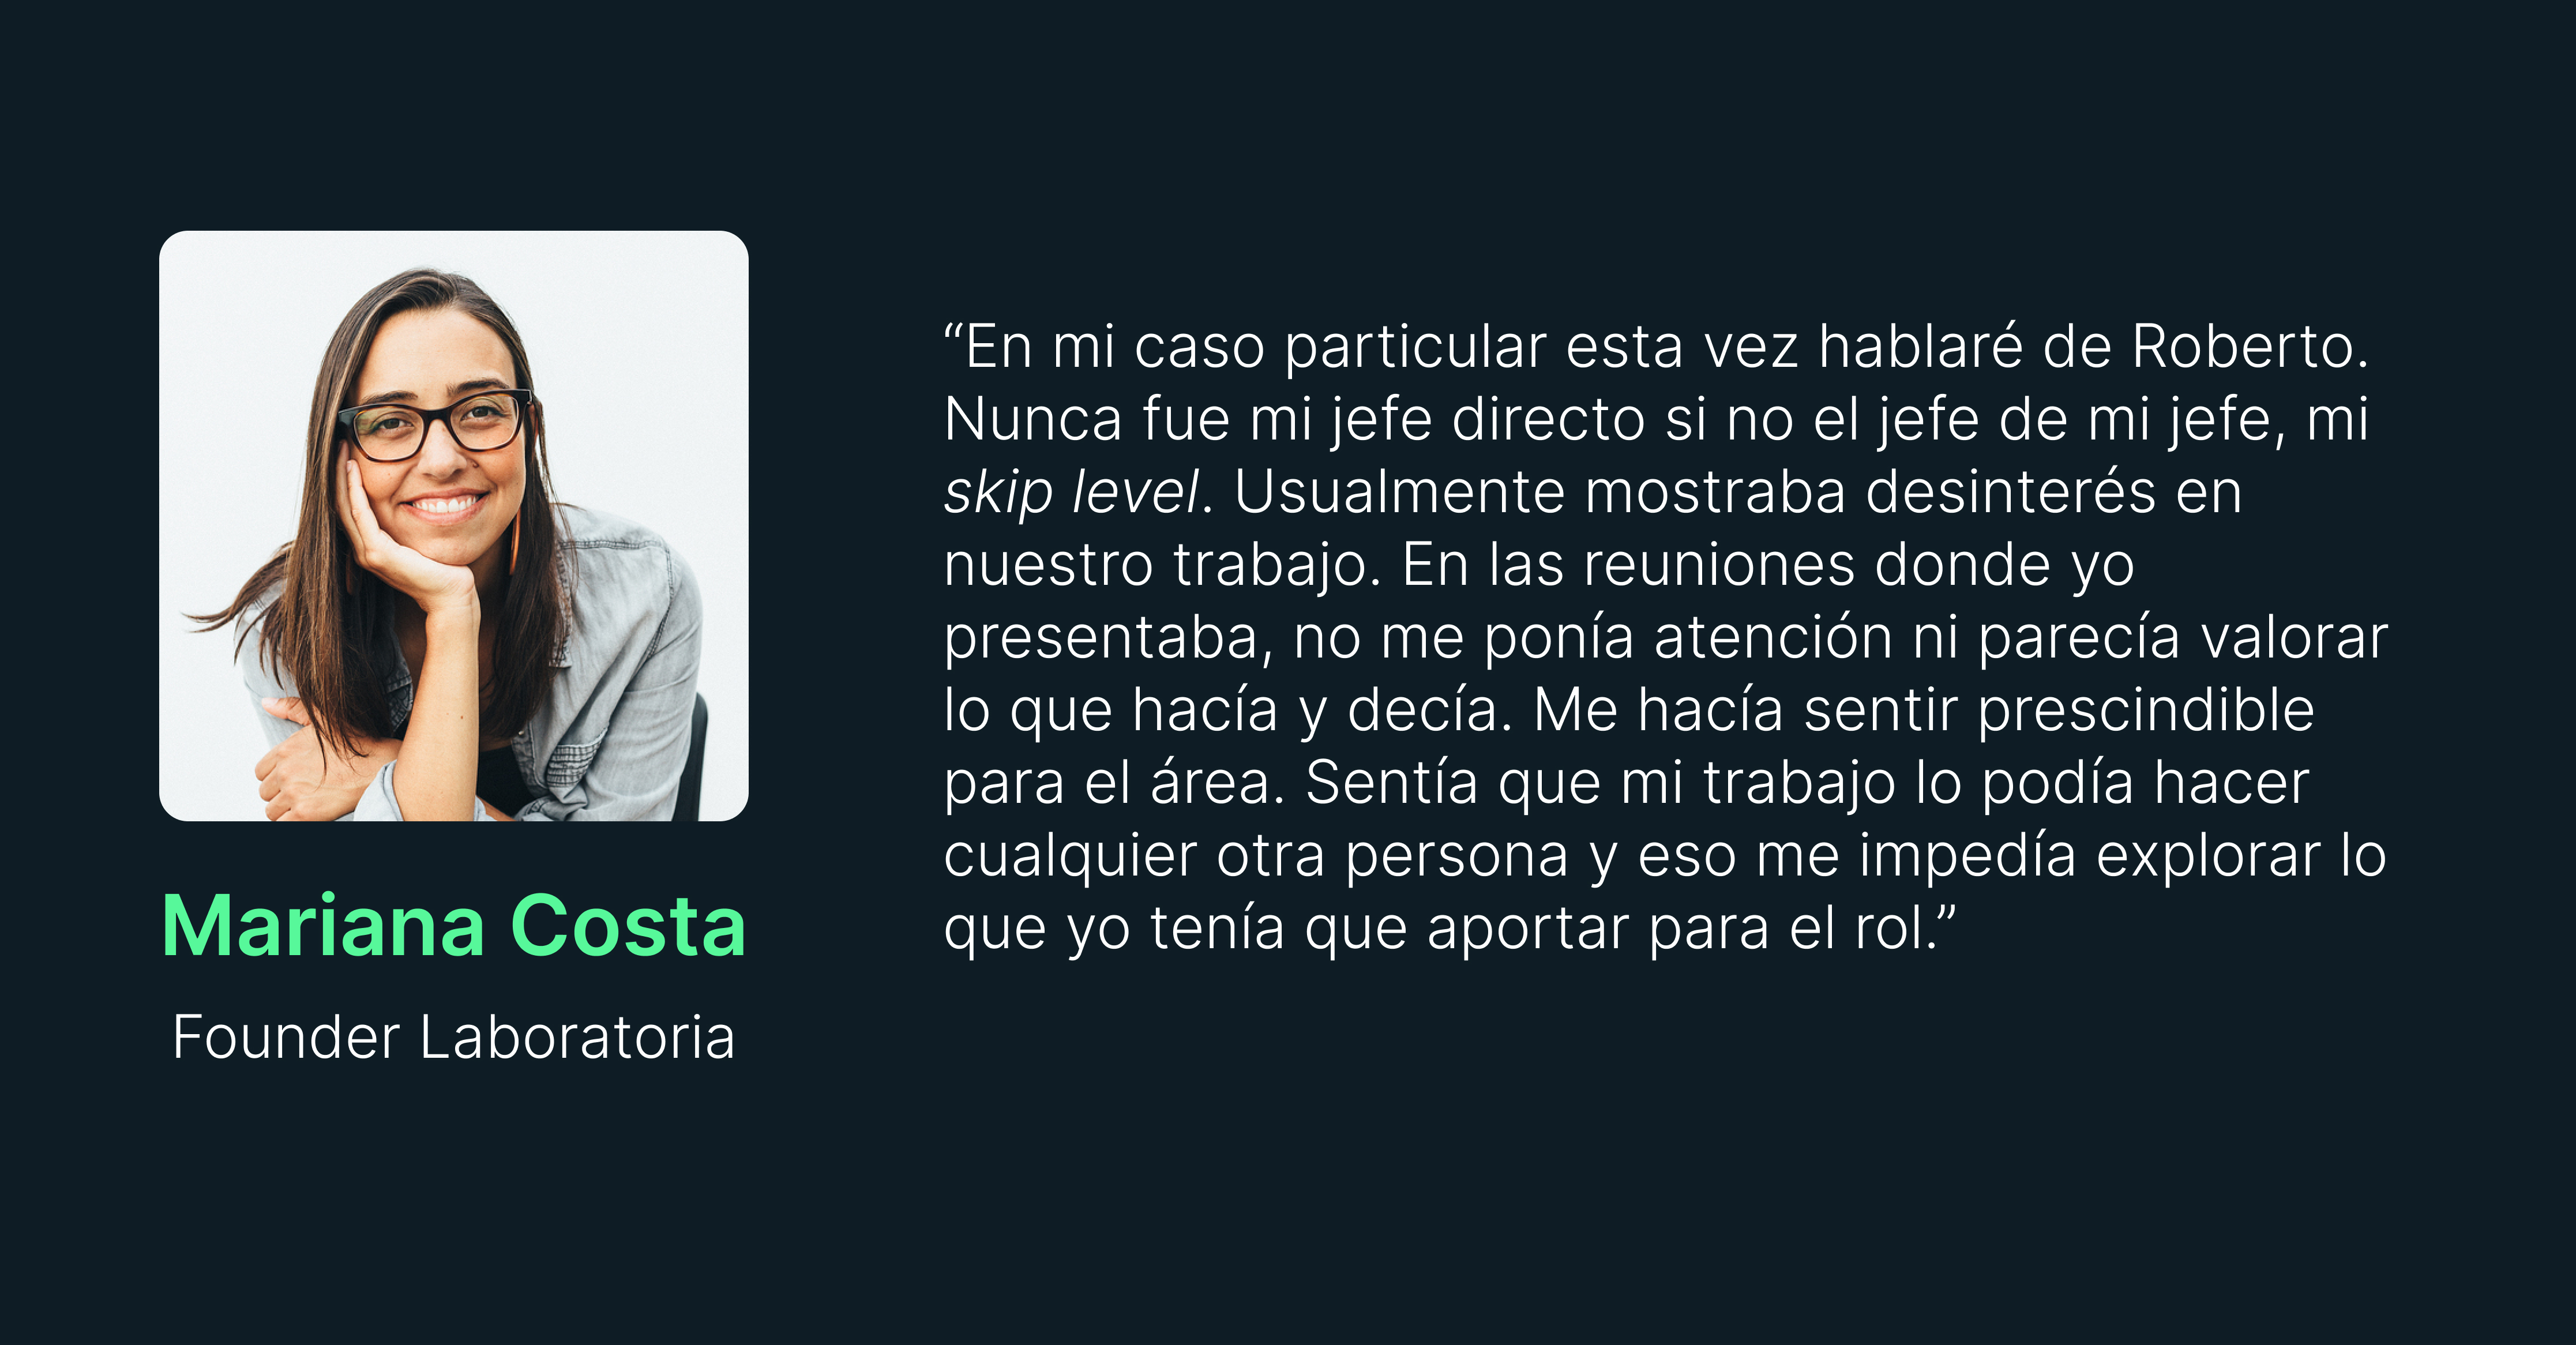 Mariana Costa
Founder Laboratoria
“En mi caso particular esta vez hablaré de Roberto.
Nunca fue mi jefe directo si no el jefe de mi jefe, mi
skip level. Usualmente mostraba desinterés en
nuestro trabajo. En las reuniones donde yo
presentaba, no me ponía atención ni parecía valorar
lo que hacía y decía. Me hacía sentir prescindible
para el área. Sentía que mi trabajo lo podía hacer
cualquier otra persona y eso me impedía explorar lo
que yo tenía que aportar para el rol.”